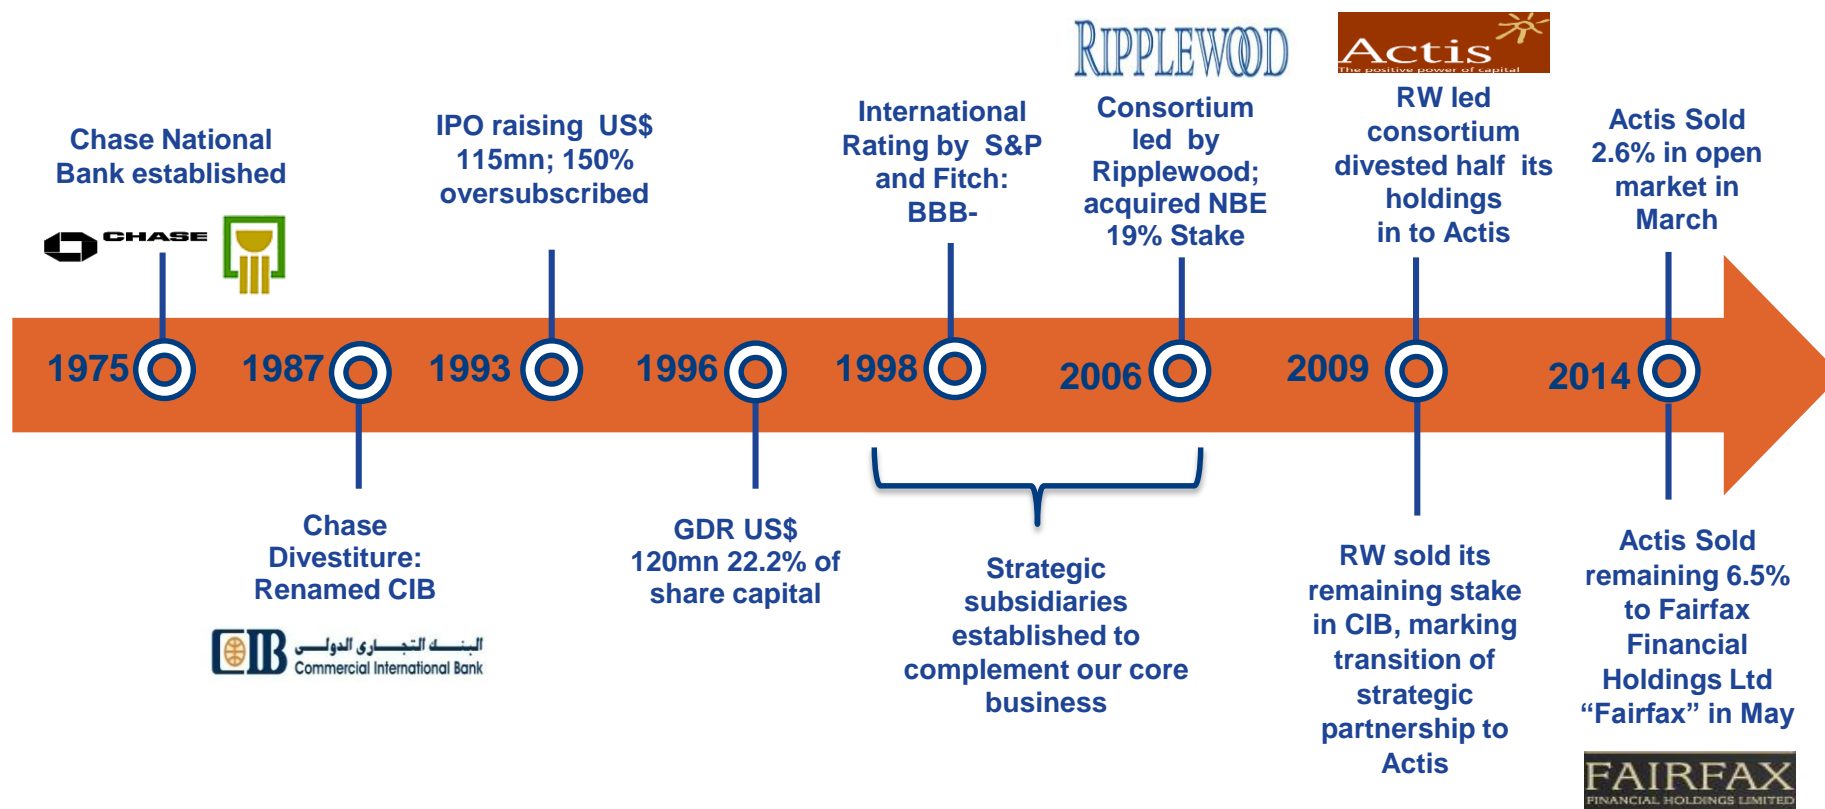 Chase National
Bank established
CHASE
1975
1987
Chase
Divestiture:
Renamed CIB
CIB
البنك التجارى الدولى
Commercial International Bank
IPO raising US$
115mn; 150%
oversubscribed
1993
1996
GDR US$
120mn 22.2% of
share capital
International
Rating by S&P
and Fitch:
BBB-
1998
RIPPLEWOOD
Consortium
led by
Ripplewood;
acquired NBE
19% Stake
2006
Strategic
subsidiaries
established to
complement our core
business
Actis
The positive power of capital
RW led
consortium
divested half its
holdings
in to Actis
2009
RW sold its
remaining stake
in CIB, marking
transition of
strategic
partnership to
Actis
Actis Sold
2.6% in open
market in
March
2014
Actis Sold
remaining 6.5%
to Fairfax
Financial
Holdings Ltd
“Fairfax” in May
FAIRFAX
FINANCIAL HOLDINGS LIMITED